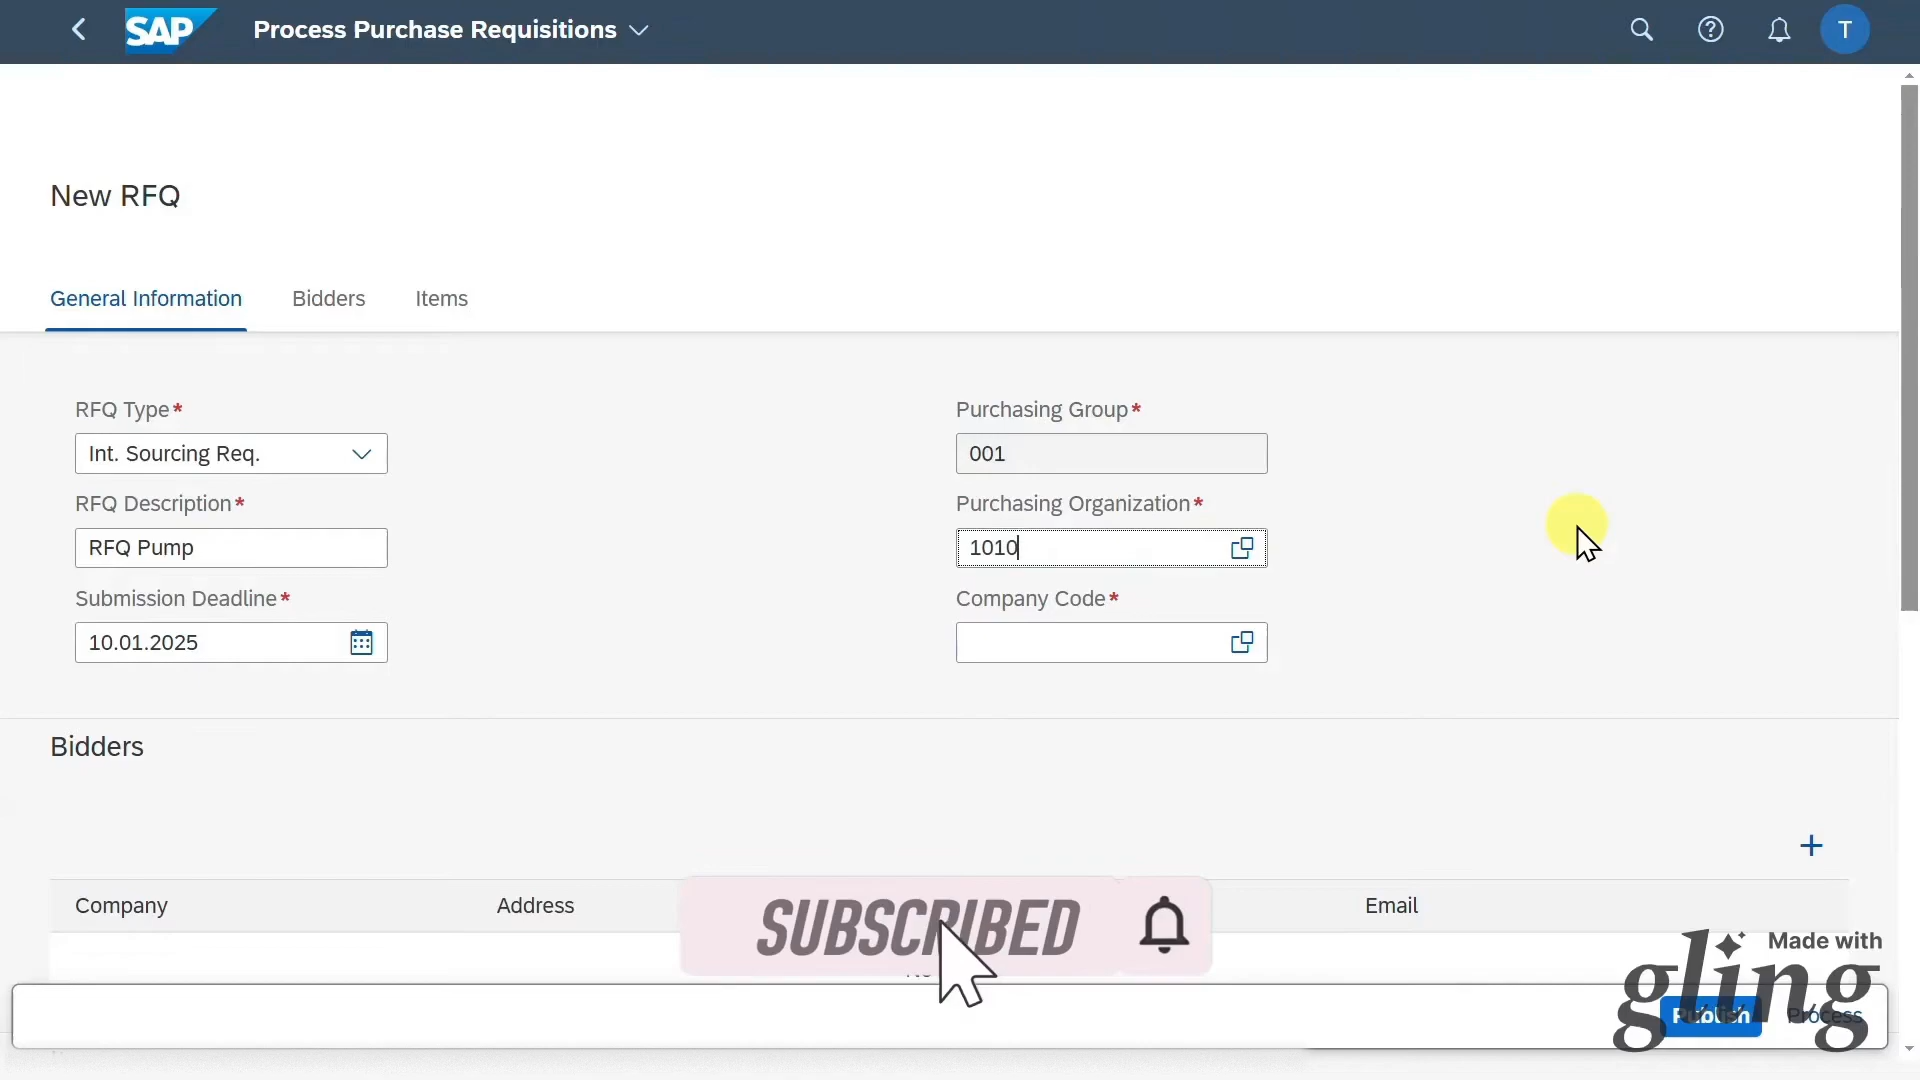 SAP Process Purchase Requisitions T
New RFQ
General Information Bidders Items
RFQ Type* Purchasing Group*
Int. Sourcing Req. 001
RFQ Description* Purchasing Organization*
RFQ Pump 1010
Submission Deadline* Company Code*
10.01.2025
Bidders
Company Address Email
SUBSCRIBED
Made with
gling
Publish Process